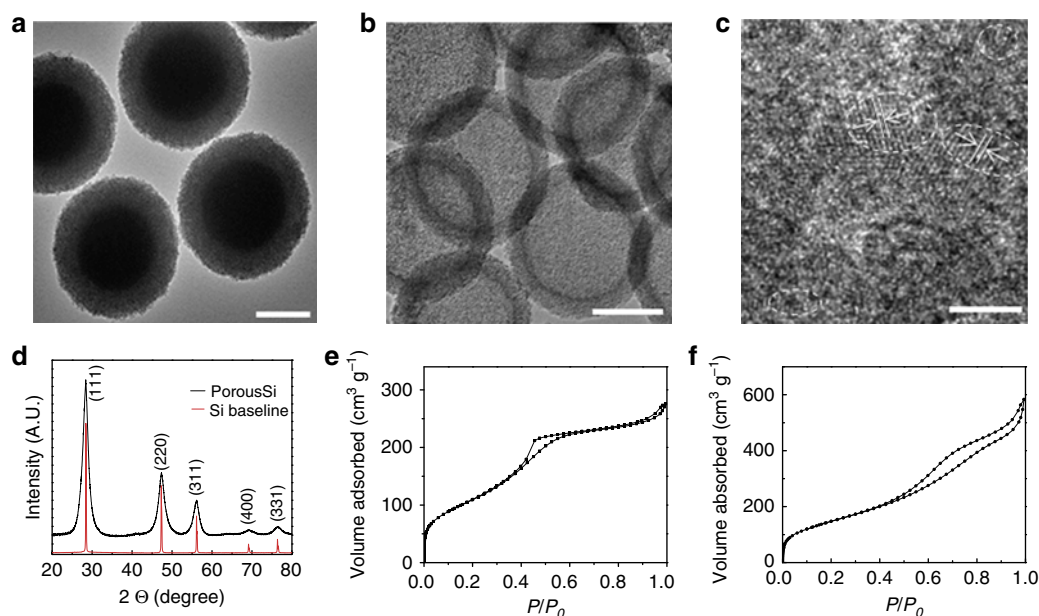 a
b
c
d
Intensity (A.U.)
(111)
(220)
(311)
(400)
(331)
PorousSi
Si baseline
20 30 40 50 60 70 80
2 Θ (degree)
e
Volume adsorbed (cm³ g⁻¹)
300
200
100
0
0.0 0.2 0.4 0.6 0.8 1.0
P/P₀
f
Volume absorbed (cm³ g⁻¹)
600
400
200
0
0.0 0.2 0.4 0.6 0.8 1.0
P/P₀